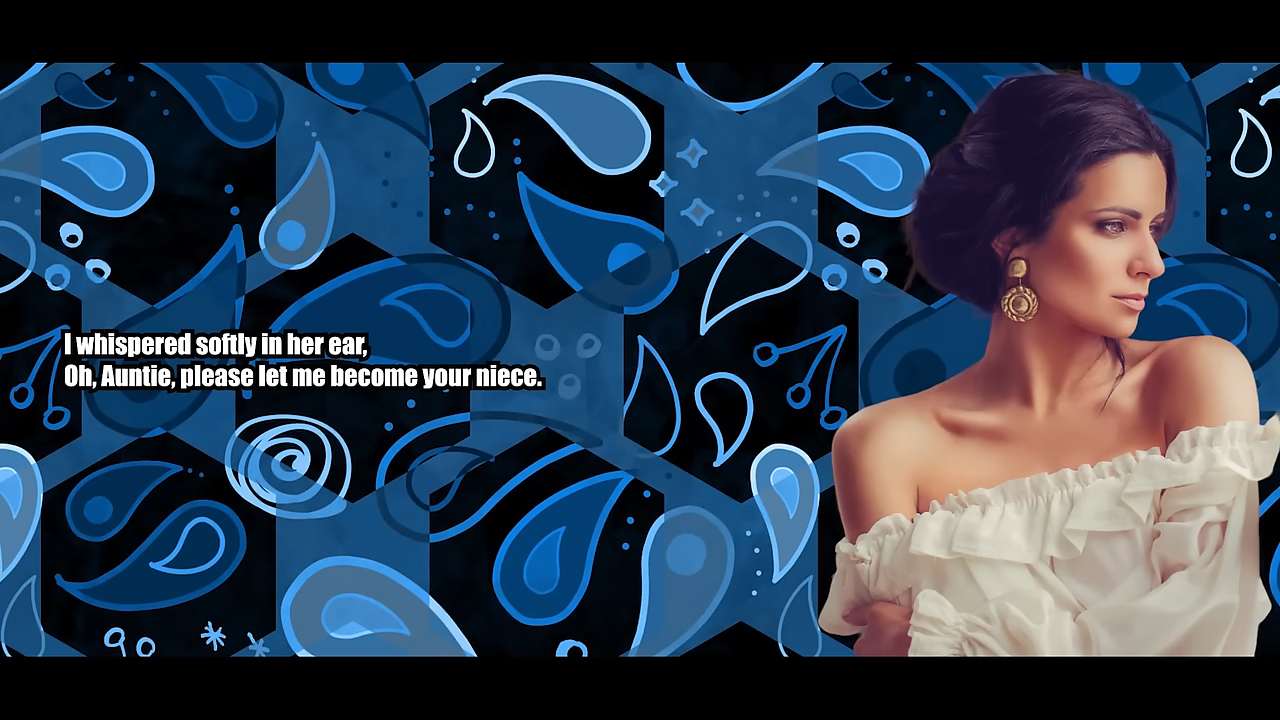 I whispered softly in her ear,
Oh, Auntie, please let me become your niece.